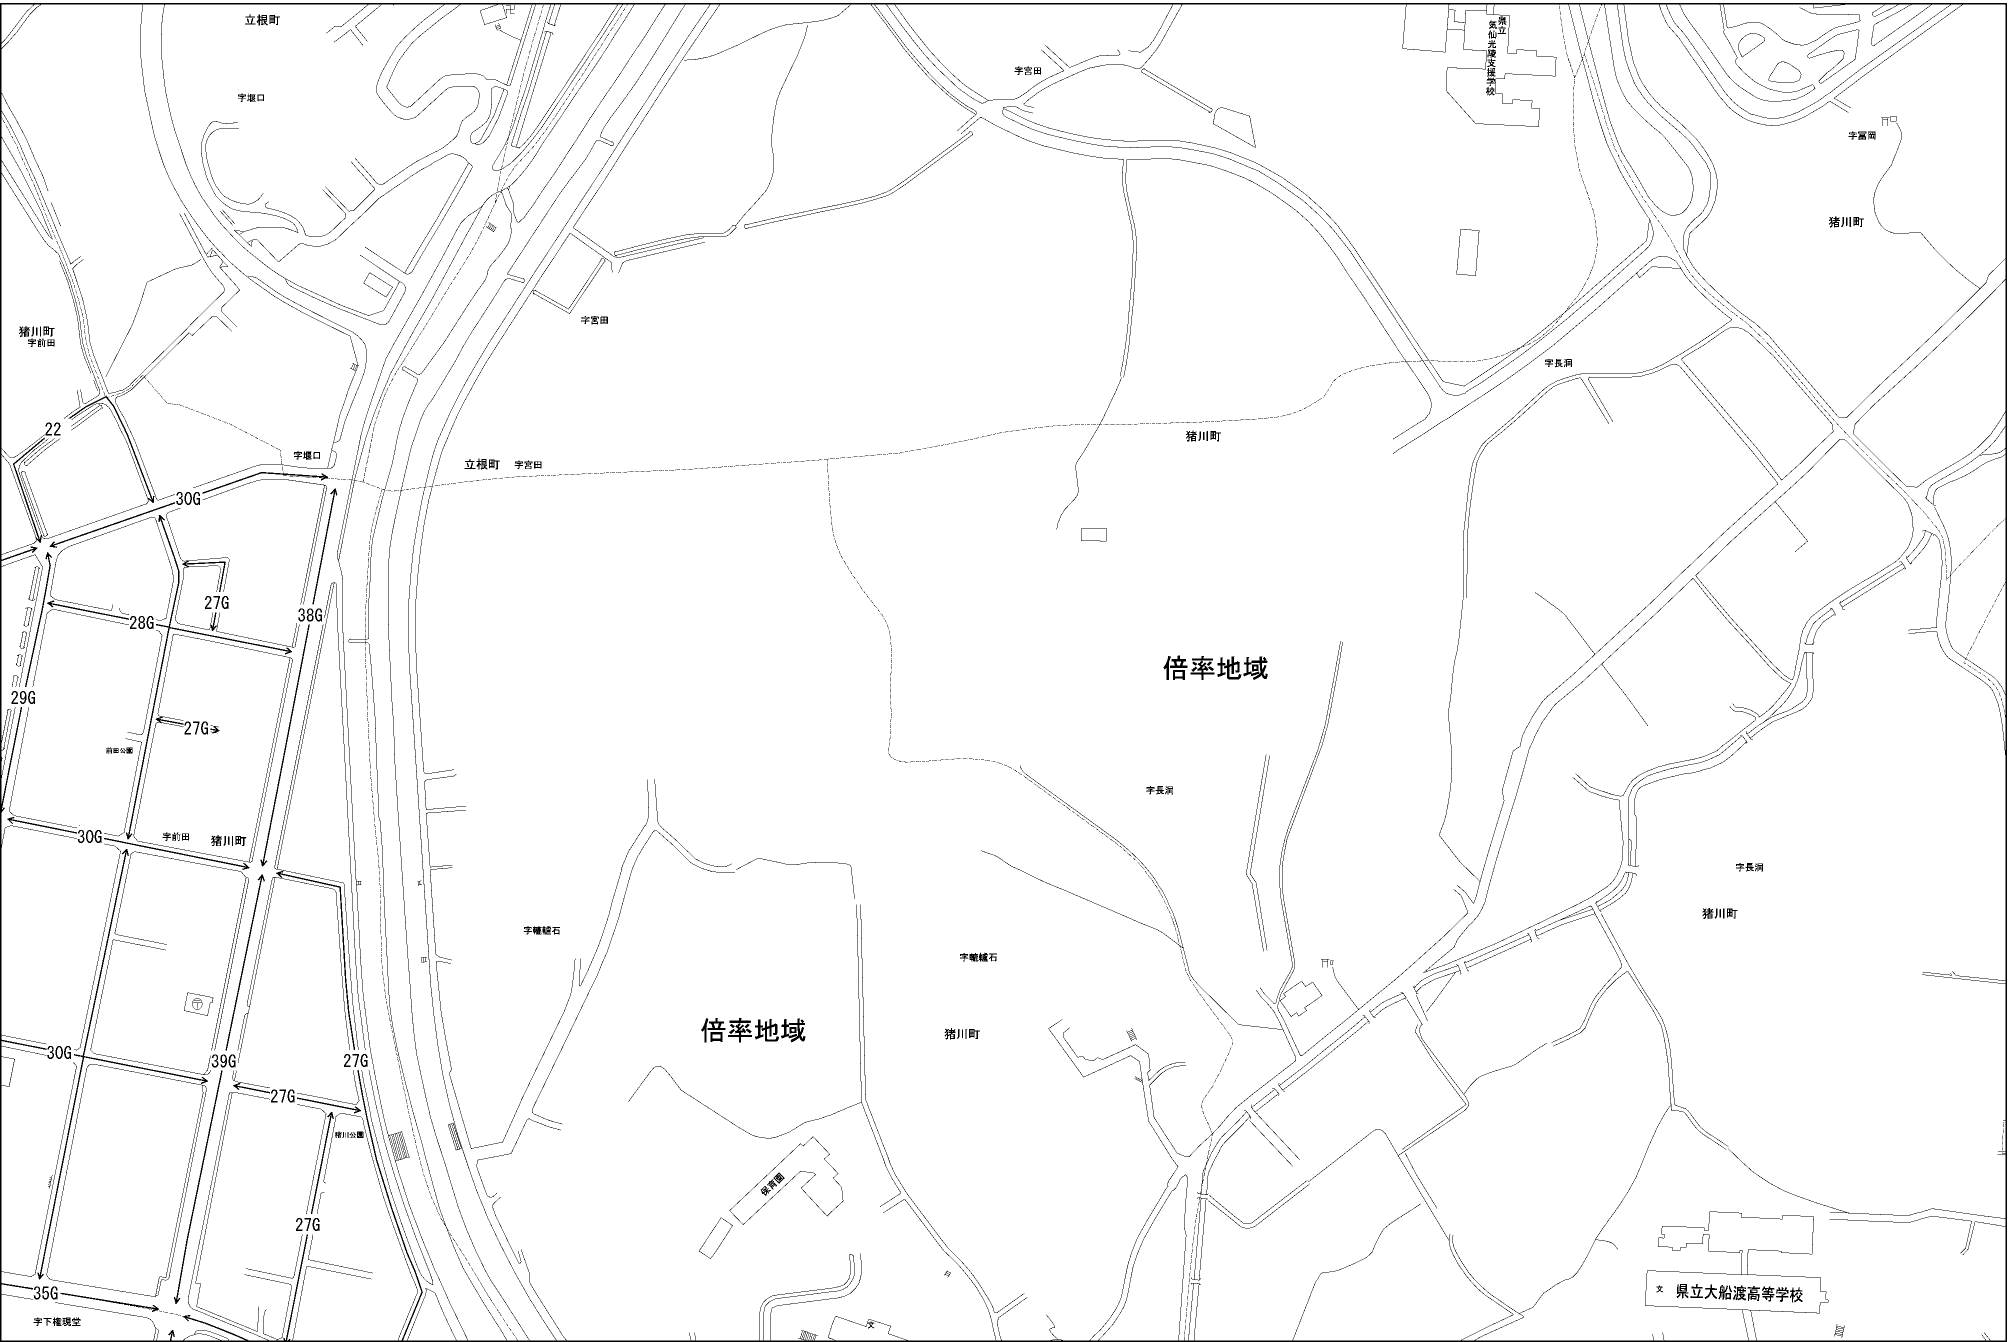 立根町
県立
気仙光陵支援学校
字宮田
字堰口
字冨岡
猪川町
字宮田
猪川町
字前田
字長洞
22
猪川町
字堰口
立根町 字宮田
30G
27G
38G
28G
倍率地域
29G
27G
前田公園
字長洞
30G
字前田
猪川町
字長洞
猪川町
字轆轤石
字轆轤石
倍率地域
猪川町
30G
39G
27G
27G
猪川公園
保育園
27G
35G
文 県立大船渡高等学校
字下権現堂
文